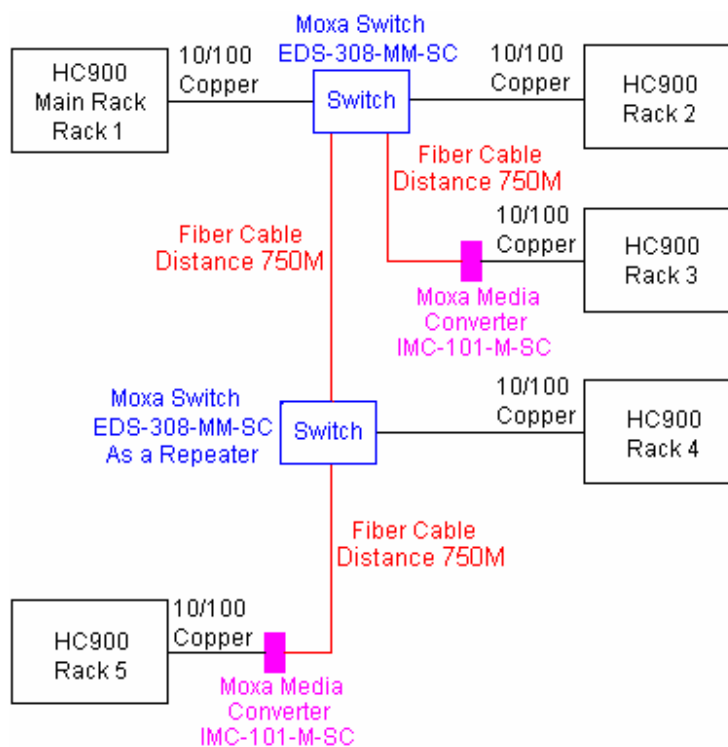 Moxa Switch
EDS-308-MM-SC
HC900
Main Rack
Rack 1
10/100
Copper
Switch
10/100
Copper
HC900
Rack 2
Fiber Cable
Distance 750M
Fiber Cable
Distance 750M
10/100
Copper
HC900
Rack 3
Moxa Media
Converter
IMC-101-M-SC
Moxa Switch
EDS-308-MM-SC
As a Repeater
Switch
10/100
Copper
HC900
Rack 4
Fiber Cable
Distance 750M
HC900
Rack 5
10/100
Copper
Moxa Media
Converter
IMC-101-M-SC